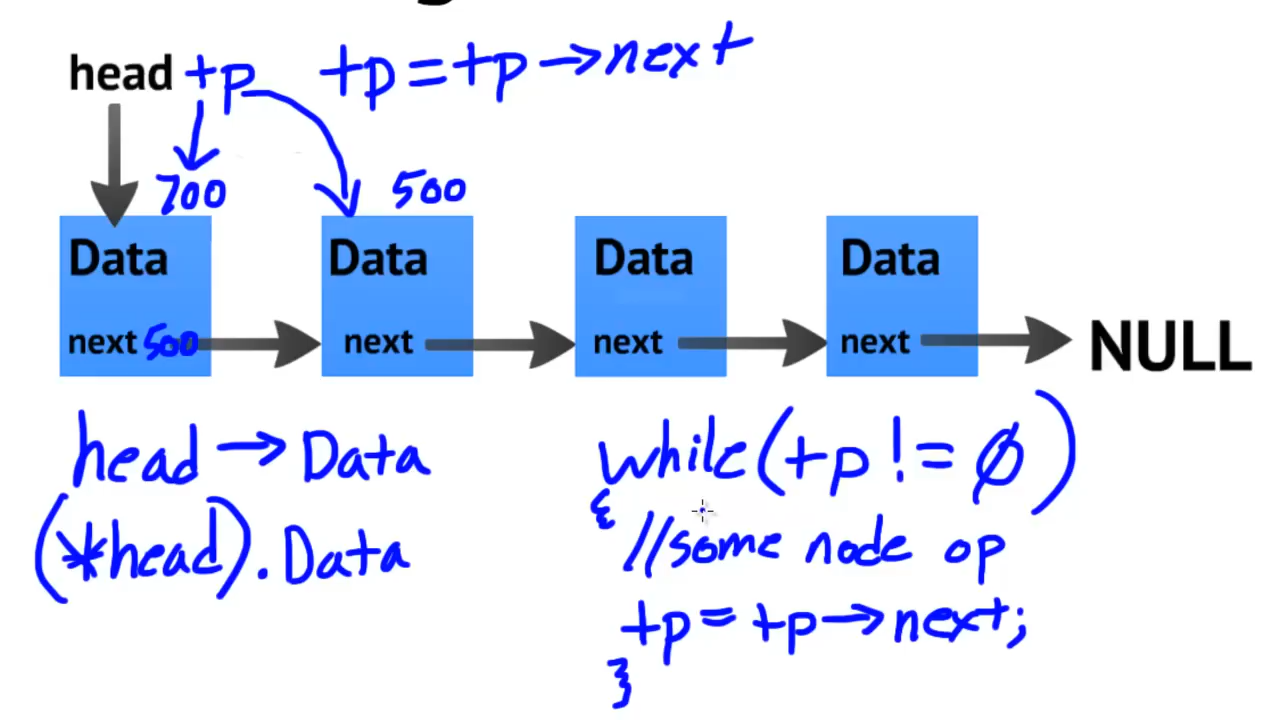 head tp tp = tp → next
700 500
Data Data Data Data
next 500 next next next NULL
head → Data
(*head).Data
while(tp != 0)
{
//some node op
tp = tp → next;
}